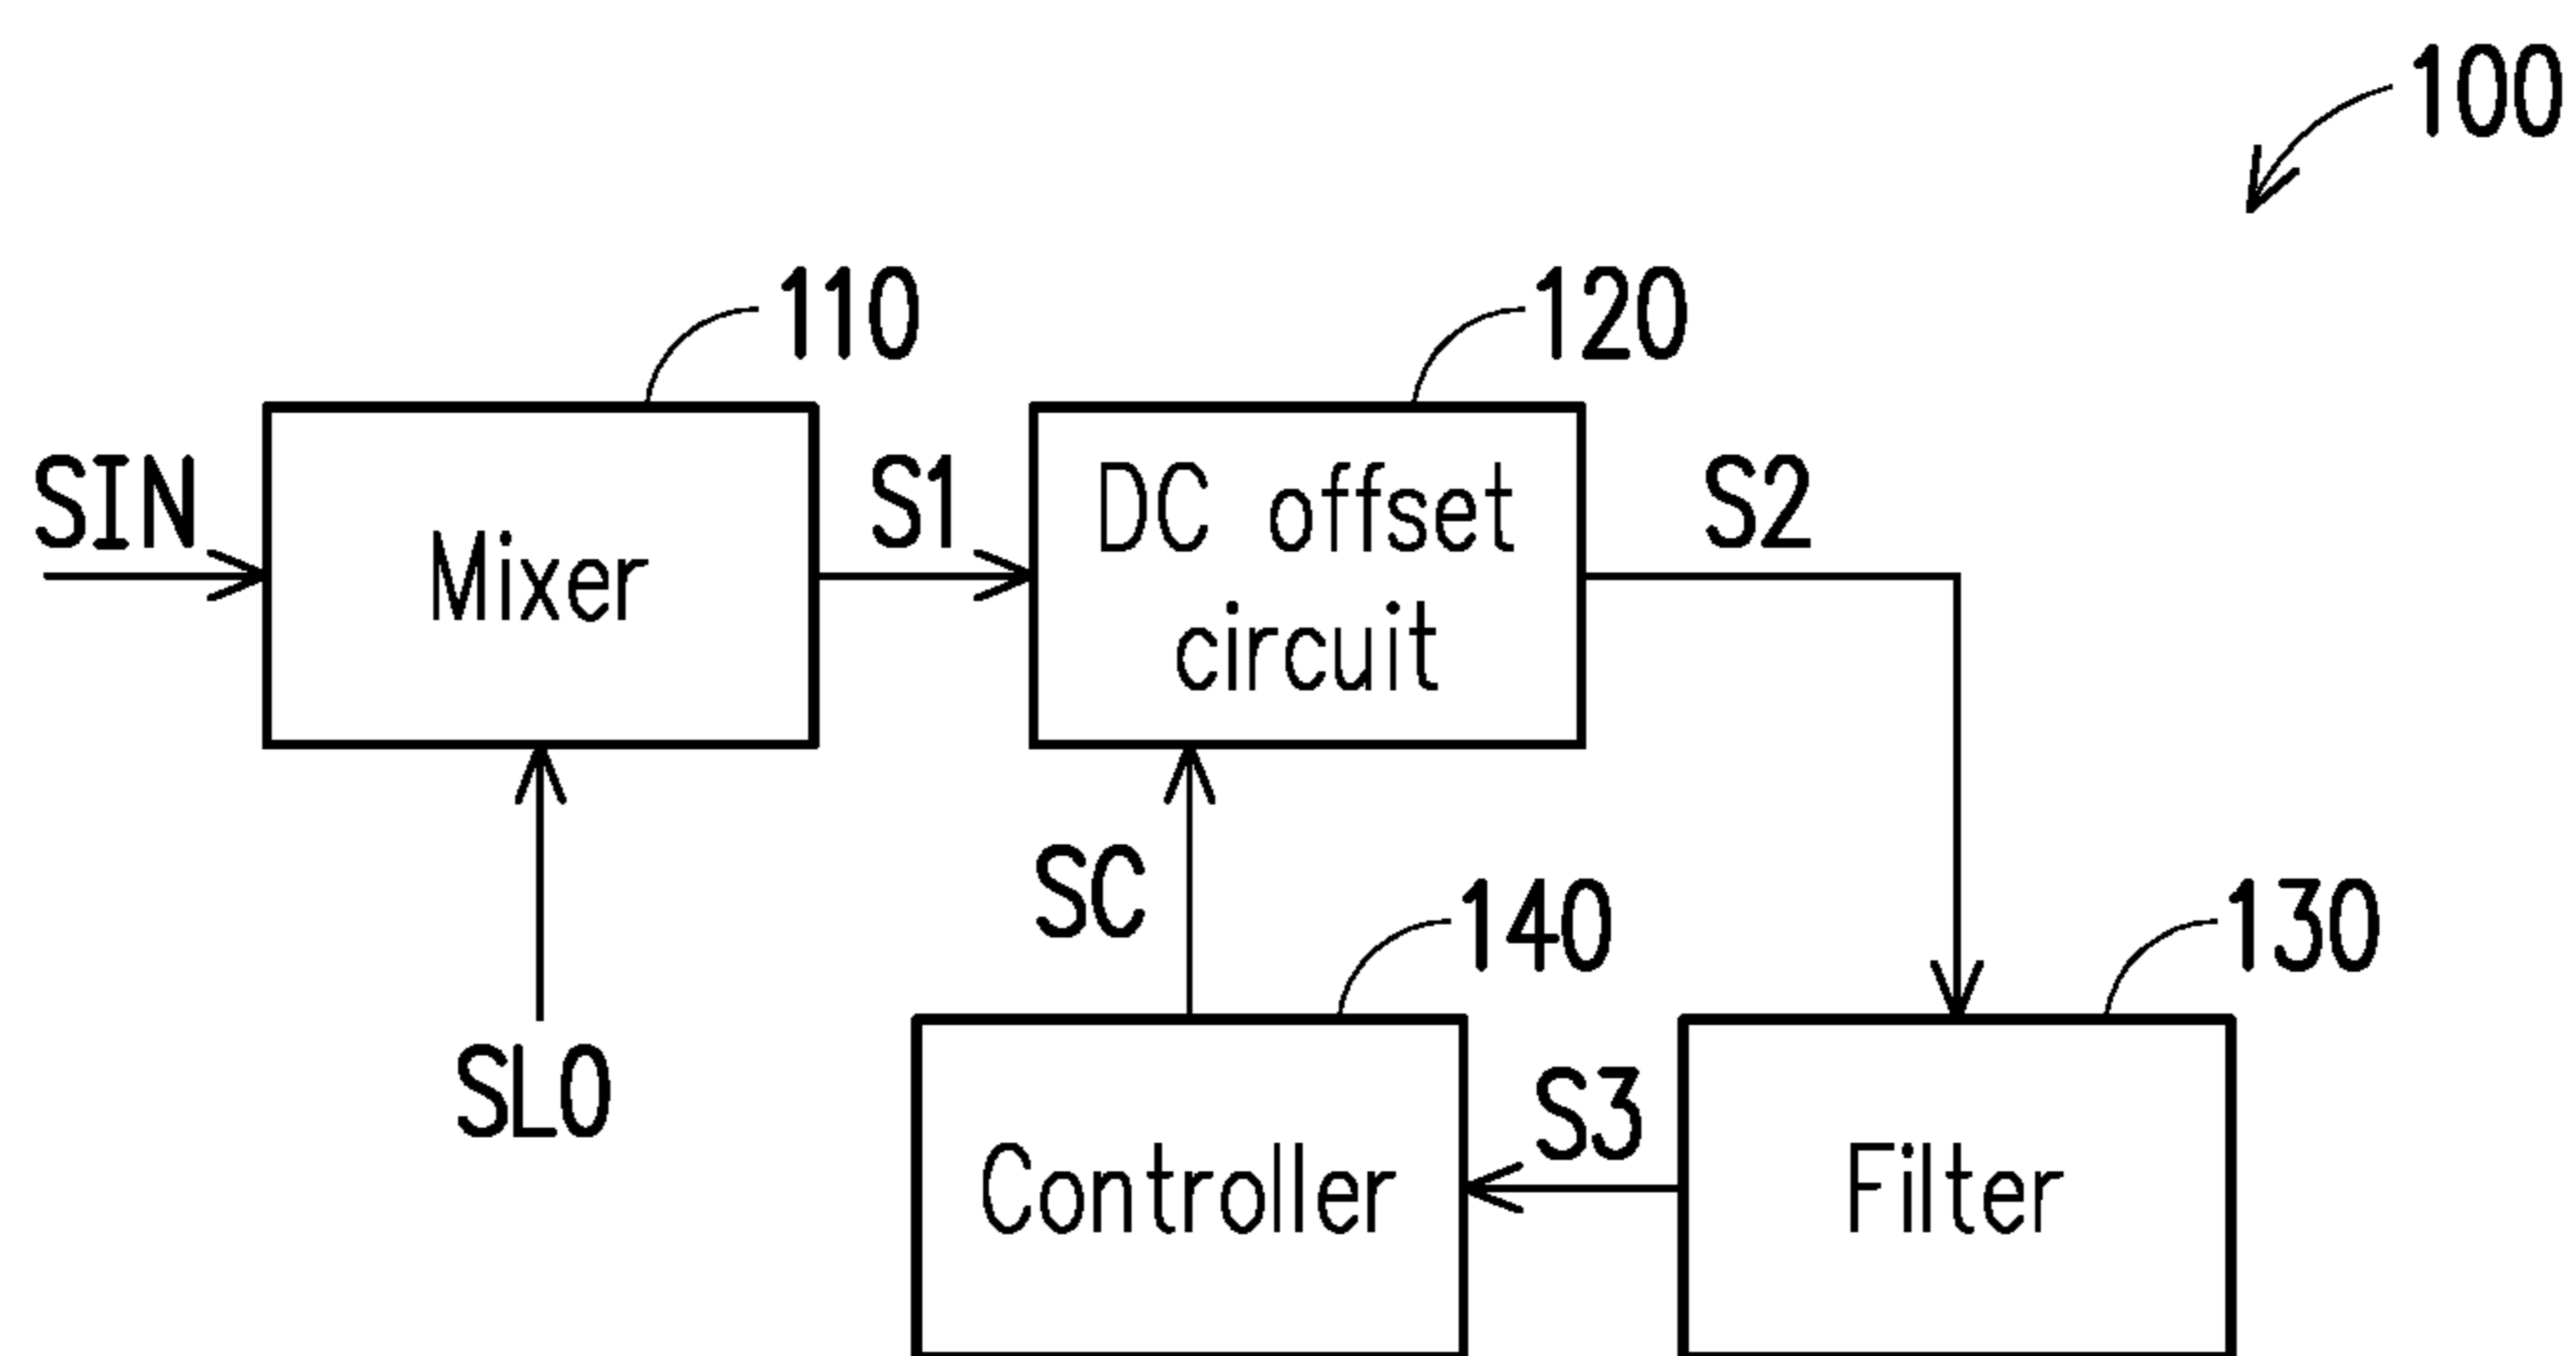 100
110
120
SIN
Mixer
S1
DC offset
circuit
S2
SC
140
130
SLO
Controller
S3
Filter